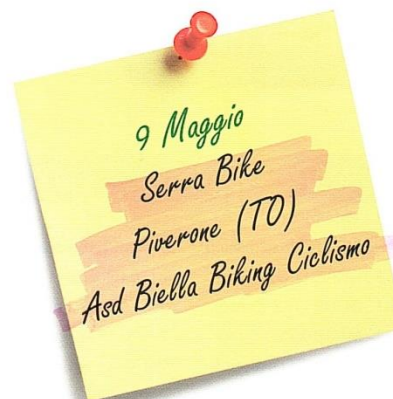 9 Maggio
Serra Bike
Piverone (TO)
Asd Biella Biking Ciclismo